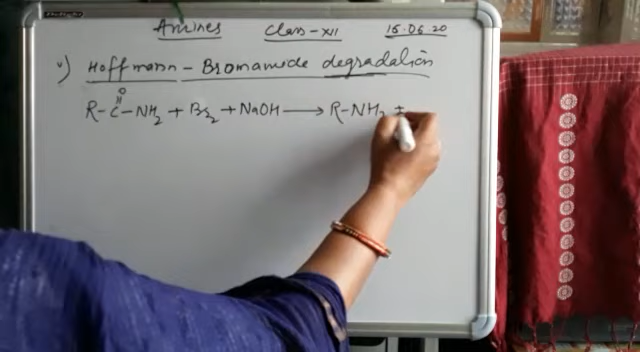 Amines Class-XII 15.06.20
v) Hoffmann - Bromamide degradation
O
R-C-NH2 + Br2 + NaOH ⟶ R-NH2 +